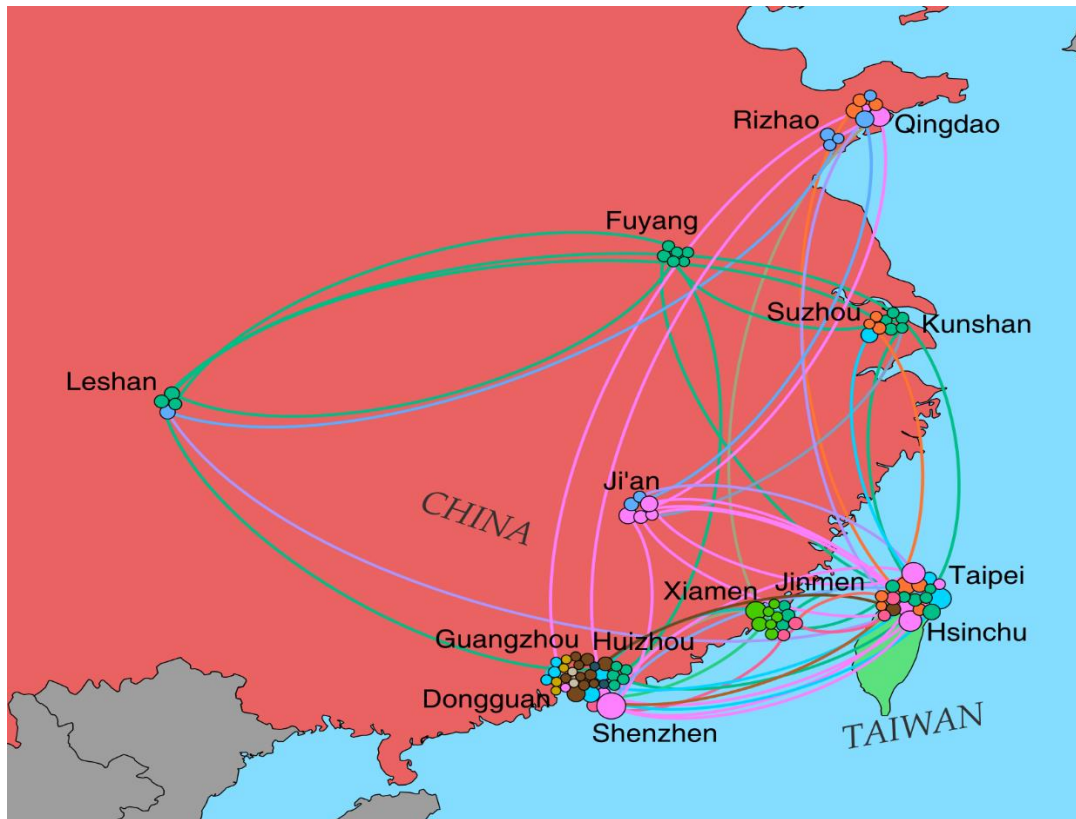 Rizhao
Qingdao
Fuyang
Suzhou
Kunshan
Leshan
Ji'an
CHINA
Xiamen
Jinmen
Taipei
Guangzhou
Huizhou
Hsinchu
Dongguan
Shenzhen
TAIWAN